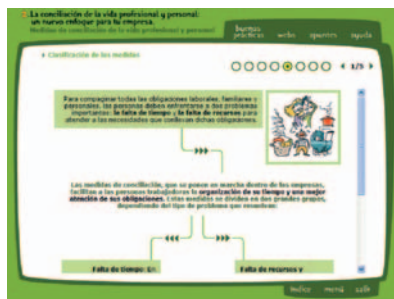 La conciliación de la vida profesional y personal:
un nuevo enfoque para tu empresa.
Medidas de conciliación de la vida profesional y personal
buenas
prácticas webs apuntes ayuda
Clasificación de las medidas
1/5
Para compaginar todas las obligaciones laborales, familiares o
personales, las personas deben enfrentarse a dos problemas
importantes: la falta de tiempo y la falta de recursos para
atender a las necesidades que conllevan dichas obligaciones.
Las medidas de conciliación, que se ponen en marcha dentro de las empresas,
facilitan a las personas trabajadoras la organización de su tiempo y una mejor
atención de sus obligaciones. Estas medidas se dividen en dos grandes grupos,
dependiendo del tipo de problema que resuelvan:
Falta de tiempo: En
Falta de recursos y
índice menú salir